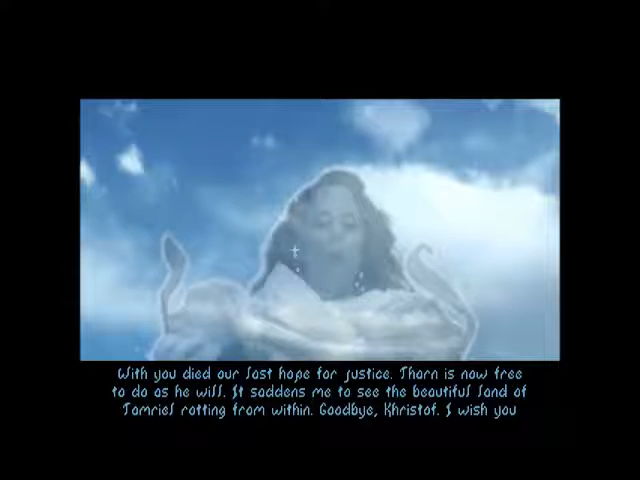 With you died our last hope for justice. Tharn is now free
to do as he will. It saddens me to see the beautiful land of
Tamriel rotting from within. Goodbye, Khristof. I wish you